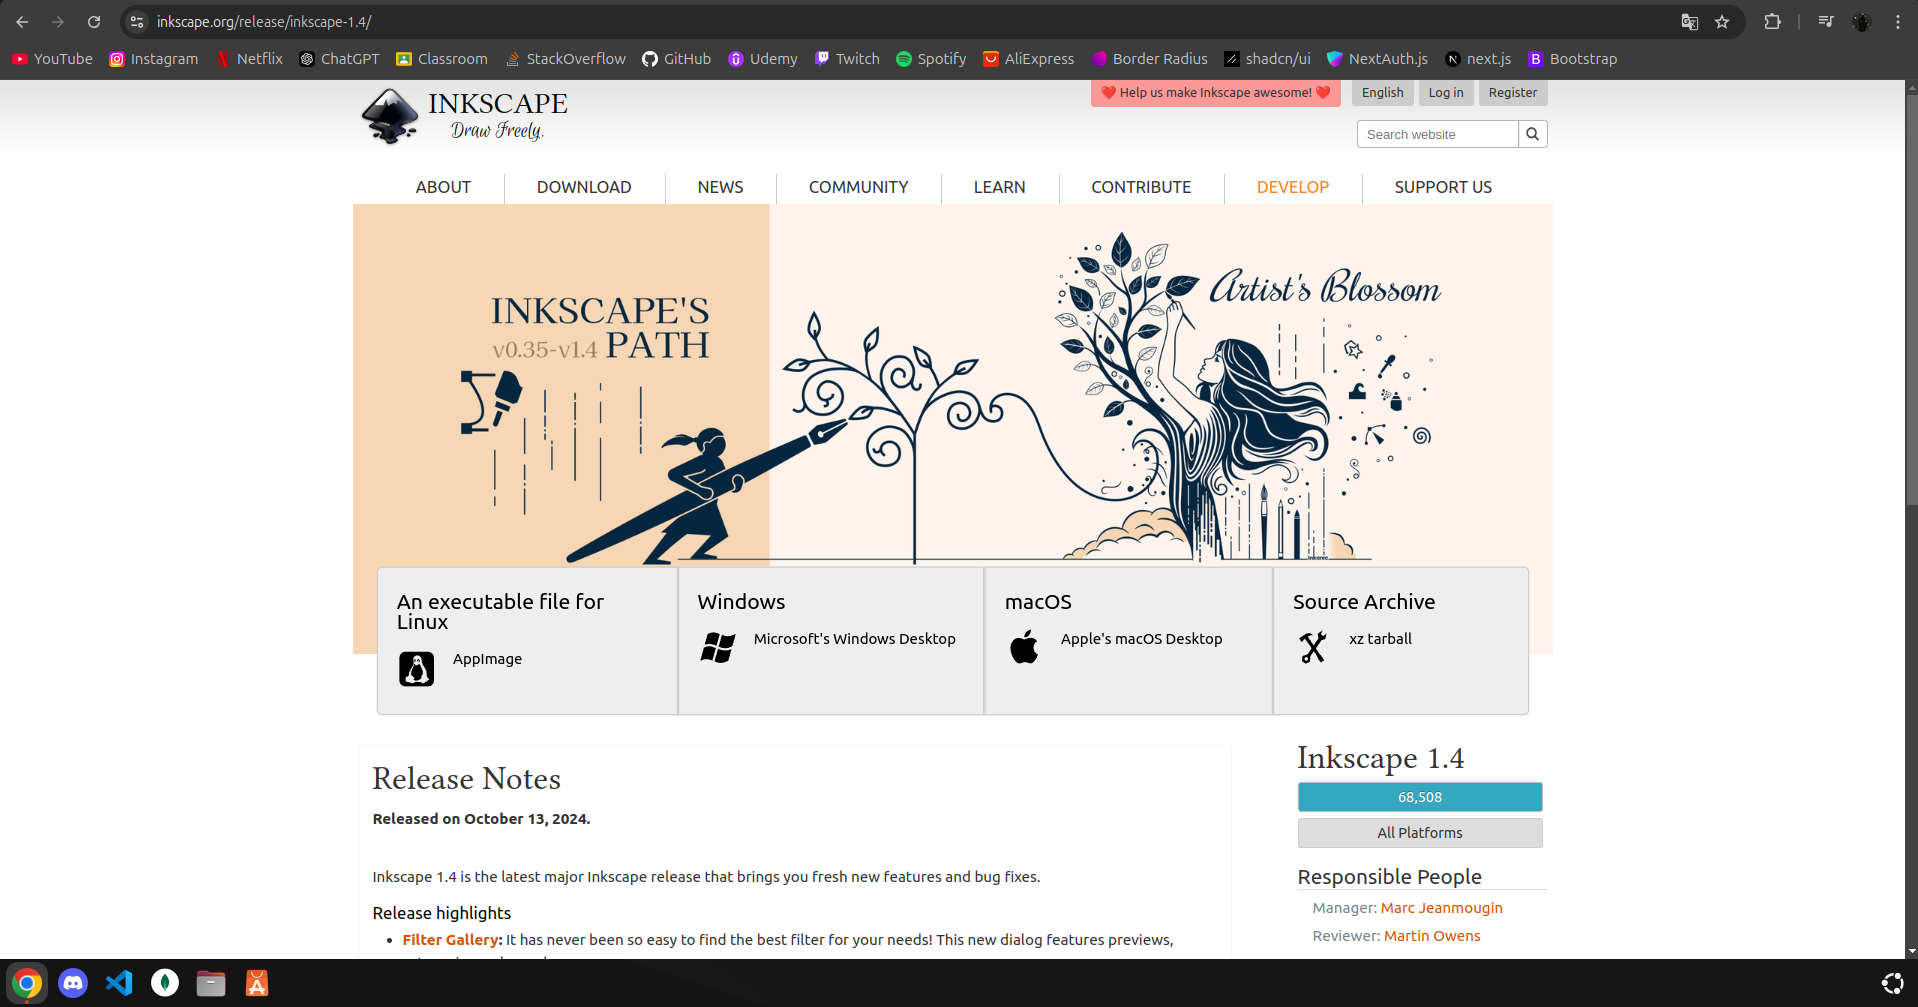 inkscape.org/release/inkscape-1.4/
YouTube Instagram Netflix ChatGPT Classroom StackOverflow GitHub Udemy Twitch Spotify AliExpress Border Radius shadcn/ui NextAuth.js next.js Bootstrap
INKSCAPE
Draw Freely.
❤️ Help us make Inkscape awesome! ❤️
English Log in Register
Search website
ABOUT DOWNLOAD NEWS COMMUNITY LEARN CONTRIBUTE DEVELOP SUPPORT US
INKSCAPE'S
v0.35-v1.4 PATH
Artist's Blossom
An executable file for
Linux
AppImage
Windows
Microsoft's Windows Desktop
macOS
Apple's macOS Desktop
Source Archive
xz tarball
Release Notes
Released on October 13, 2024.
Inkscape 1.4 is the latest major Inkscape release that brings you fresh new features and bug fixes.
Release highlights
• Filter Gallery: It has never been so easy to find the best filter for your needs! This new dialog features previews,
Inkscape 1.4
68,508
All Platforms
Responsible People
Manager: Marc Jeanmougin
Reviewer: Martin Owens